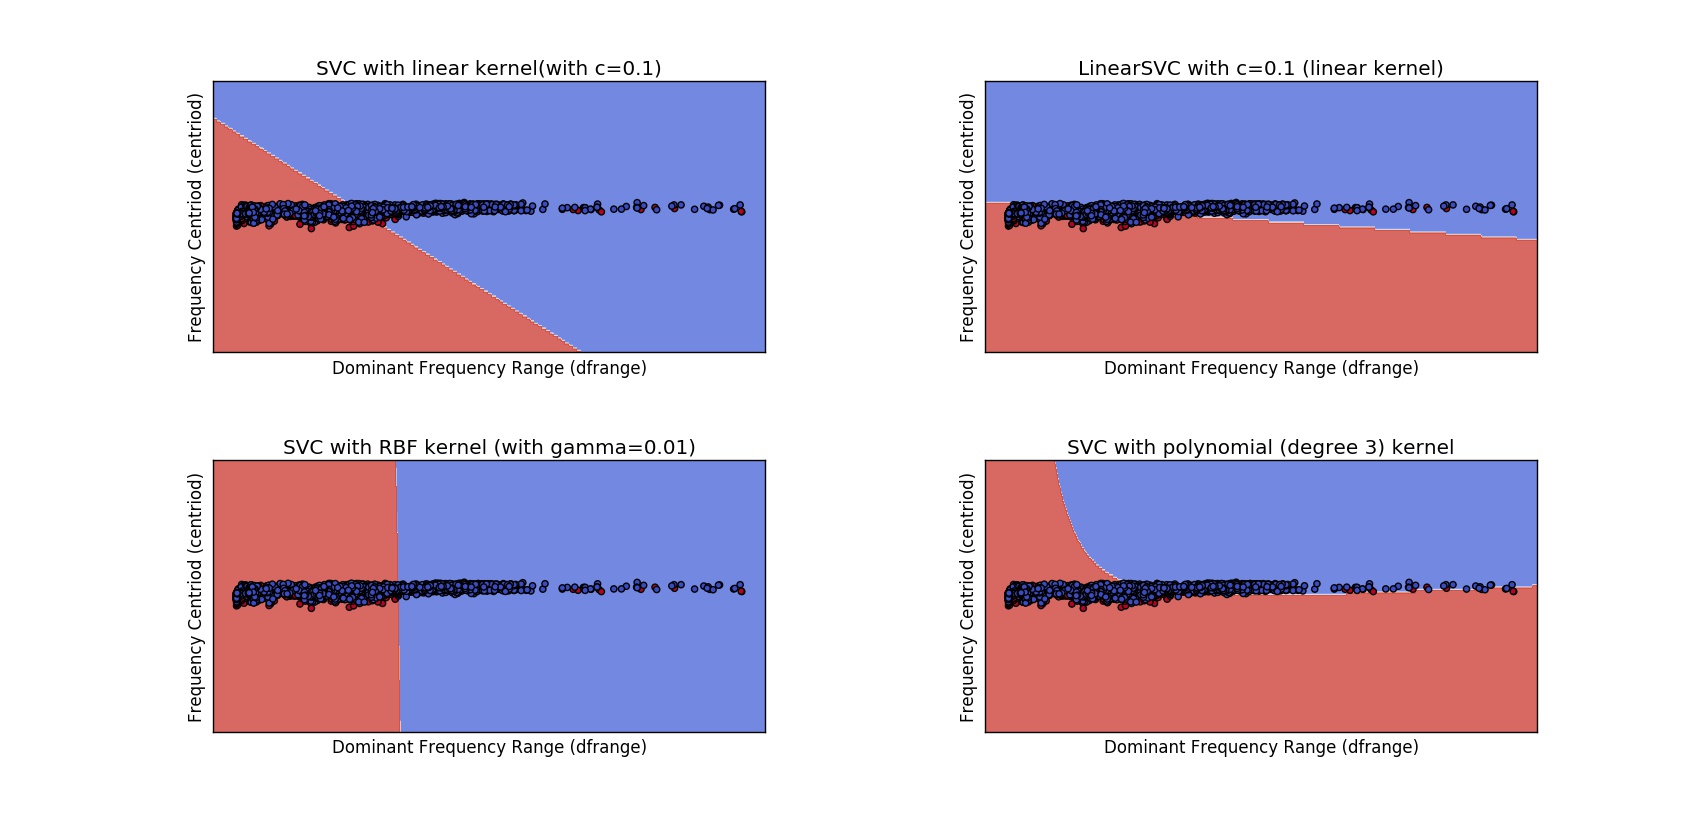 SVC with linear kernel(with c=0.1)
Frequency Centriod (centriod)
Dominant Frequency Range (dfrange)
LinearSVC with c=0.1 (linear kernel)
Frequency Centriod (centriod)
Dominant Frequency Range (dfrange)
SVC with RBF kernel (with gamma=0.01)
Frequency Centriod (centriod)
Dominant Frequency Range (dfrange)
SVC with polynomial (degree 3) kernel
Frequency Centriod (centriod)
Dominant Frequency Range (dfrange)